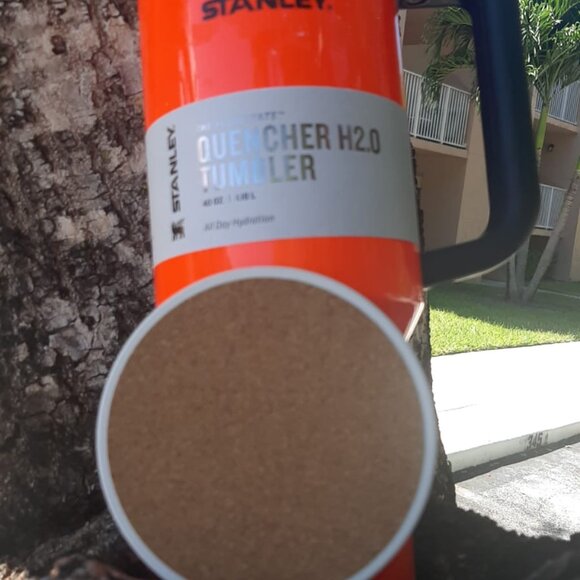 STANLEY
STANLEY
QUENCHER H2.0
TUMBLER
40 OZ | 1.18 L
All Day Hydration